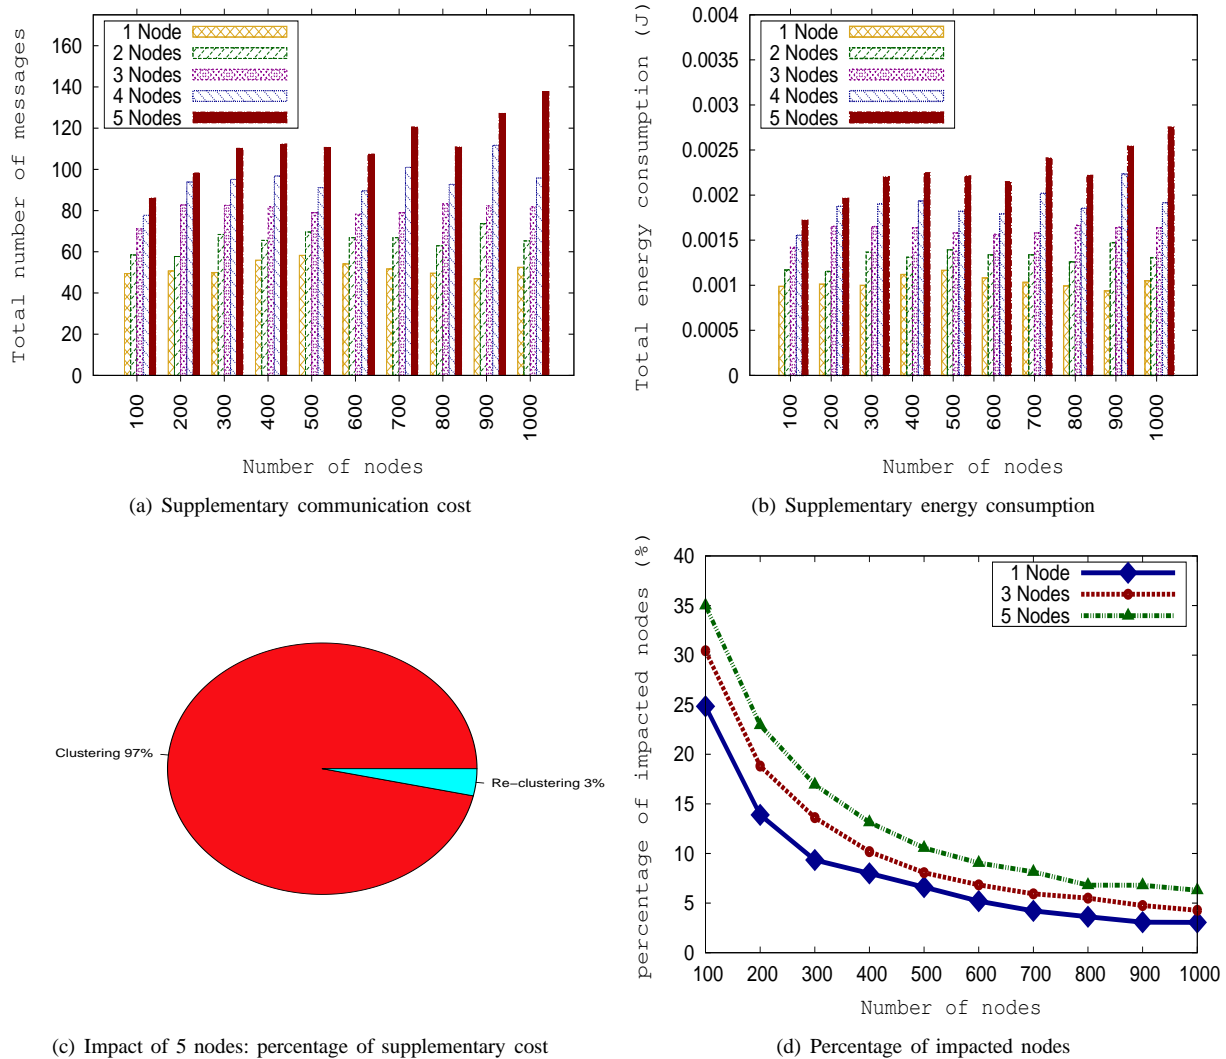 Total number of messages
0
20
40
60
80
100
120
140
160
1 Node
2 Nodes
3 Nodes
4 Nodes
5 Nodes
100
200
300
400
500
600
700
800
900
1000
Number of nodes
(a) Supplementary communication cost
Total energy consumption (J)
0
0.0005
0.001
0.0015
0.002
0.0025
0.003
0.0035
0.004
1 Node
2 Nodes
3 Nodes
4 Nodes
5 Nodes
100
200
300
400
500
600
700
800
900
1000
Number of nodes
(b) Supplementary energy consumption
Clustering 97%
Re-clustering 3%
(c) Impact of 5 nodes: percentage of supplementary cost
percentage of impacted nodes (%)
0
5
10
15
20
25
30
35
40
1 Node
3 Nodes
5 Nodes
100 200 300 400 500 600 700 800 900 1000
Number of nodes
(d) Percentage of impacted nodes